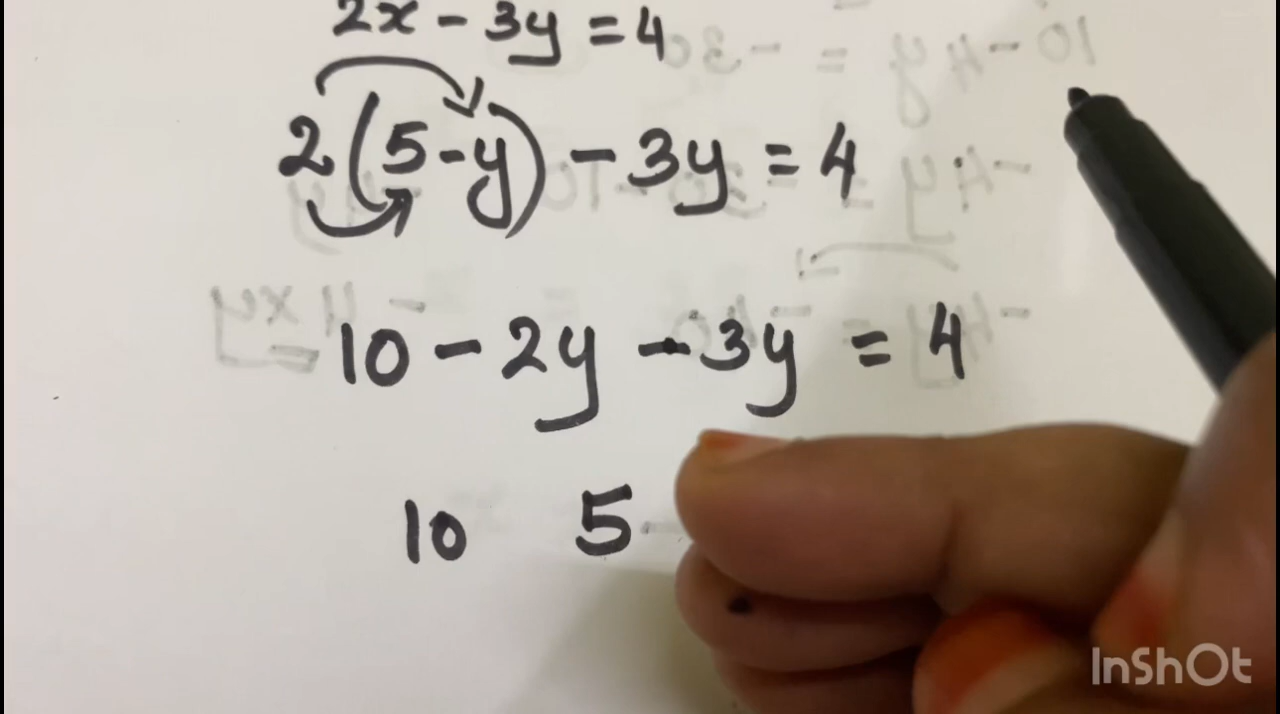 2x - 3y = 4
2(5-y) - 3y = 4
10 - 2y - 3y = 4
10 5
InShOt